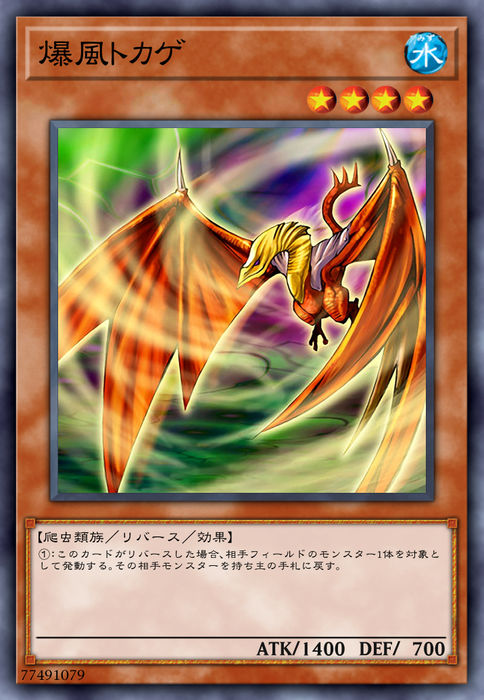 爆風トカゲ
みず
水
【爬虫類族／リバース／効果】
①：このカードがリバースした場合、相手フィールドのモンスター1体を対象と
して発動する。その相手モンスターを持ち主の手札に戻す。
ATK/1400 DEF/ 700
77491079